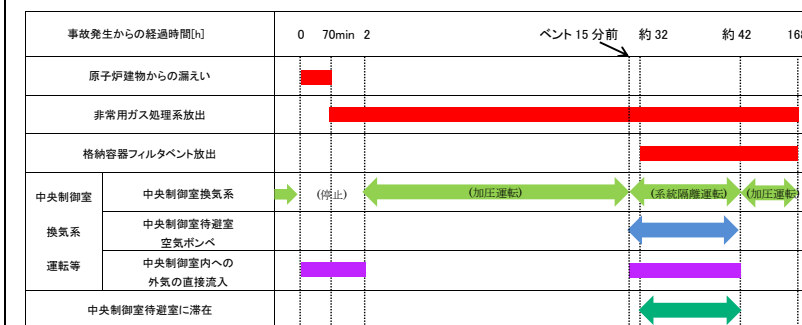 事故発生からの経過時間[h] 0 70min 2 ベント 15 分前 約 32 約 42 168
原子炉建物からの漏えい
非常用ガス処理系放出
格納容器フィルタベント放出
中央制御室
換気系
運転等
中央制御室換気系 (停止) (加圧運転) (系統隔離運転) (加圧運転)
中央制御室待避室
空気ボンベ
中央制御室内への
外気の直接流入
中央制御室待避室に滞在